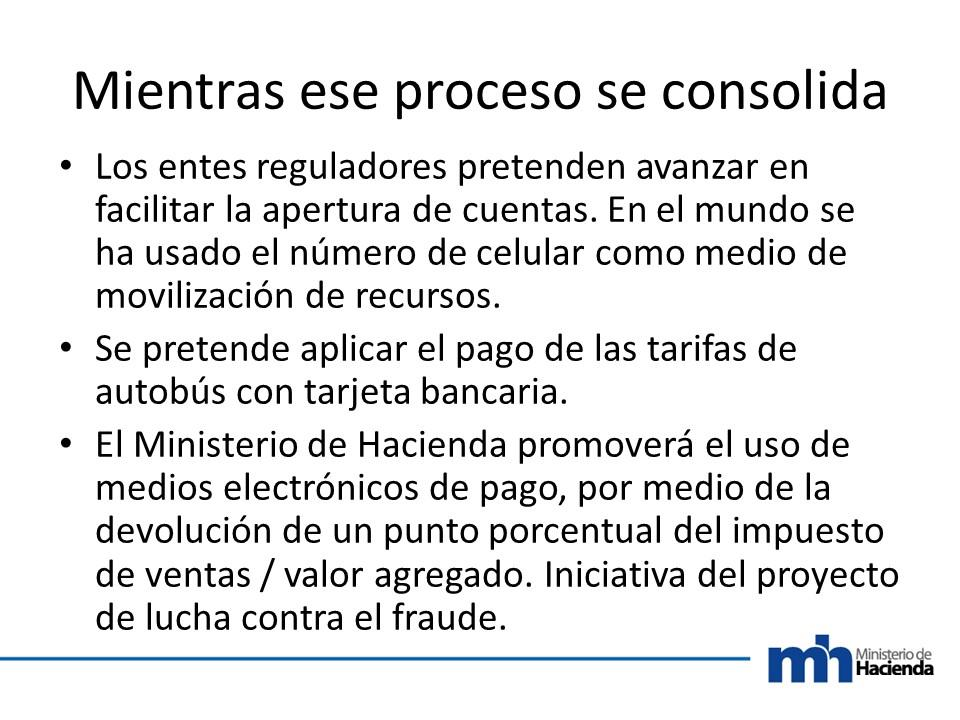 Mientras ese proceso se consolida
• Los entes reguladores pretenden avanzar en
facilitar la apertura de cuentas. En el mundo se
ha usado el número de celular como medio de
movilización de recursos.
• Se pretende aplicar el pago de las tarifas de
autobús con tarjeta bancaria.
• El Ministerio de Hacienda promoverá el uso de
medios electrónicos de pago, por medio de la
devolución de un punto porcentual del impuesto
de ventas / valor agregado. Iniciativa del proyecto
de lucha contra el fraude.
mh Ministerio de
Hacienda